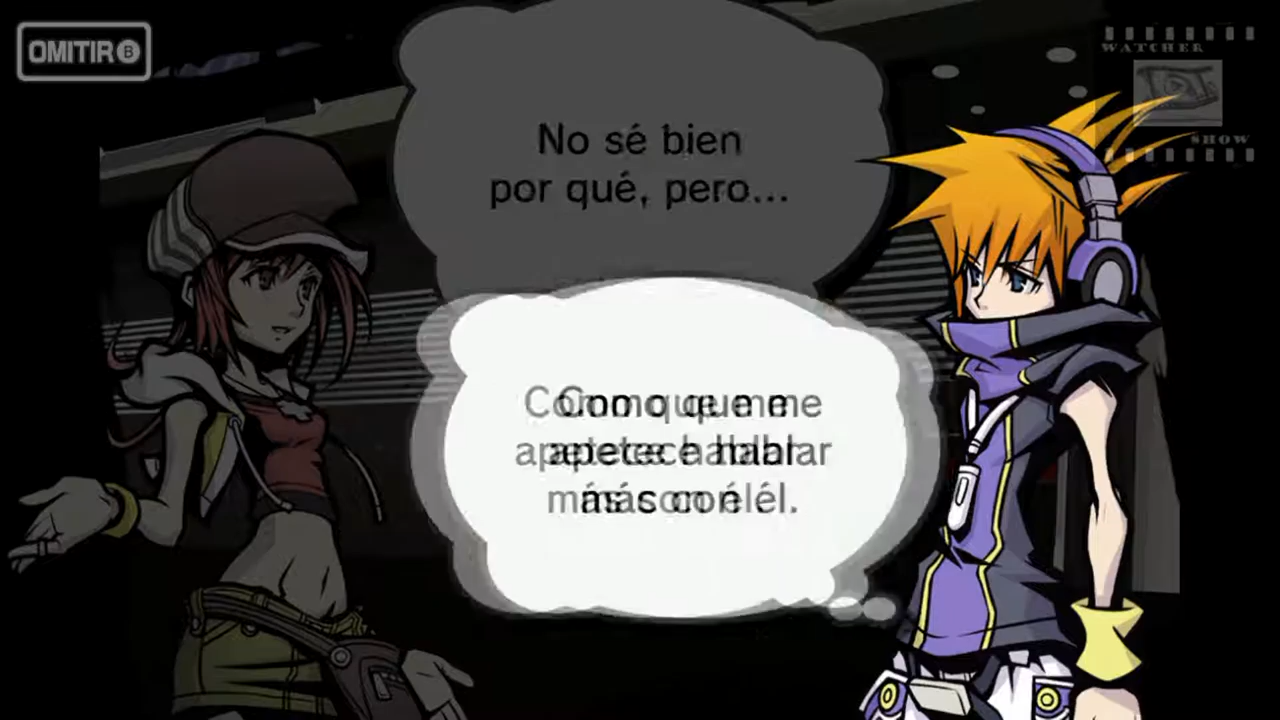 OMITIR B
WATCHER
SHOW
No sé bien
por qué, pero...
Como que me
apetece hablar
más con él.